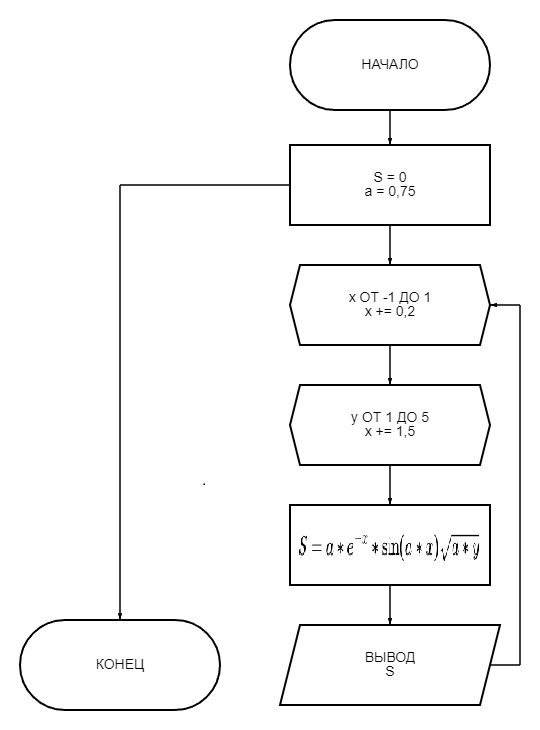 НАЧАЛО
S = 0
a = 0,75
x ОТ -1 ДО 1
x += 0,2
y ОТ 1 ДО 5
x += 1,5
S = a * e^{-x} * sin(a * x)√(a * y)
ВЫВОД
S
КОНЕЦ